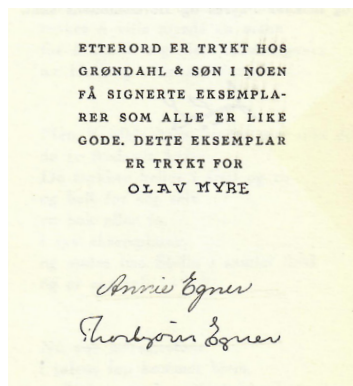 ETTERORD ER TRYKT HOS
GRØNDAHL & SØN I NOEN
FÅ SIGNERTE EKSEMPLA-
RER SOM ALLE ER LIKE
GODE. DETTE EKSEMPLAR
ER TRYKT FOR
OLAV MYRE
Annie Egner
Thorbjørn Egner